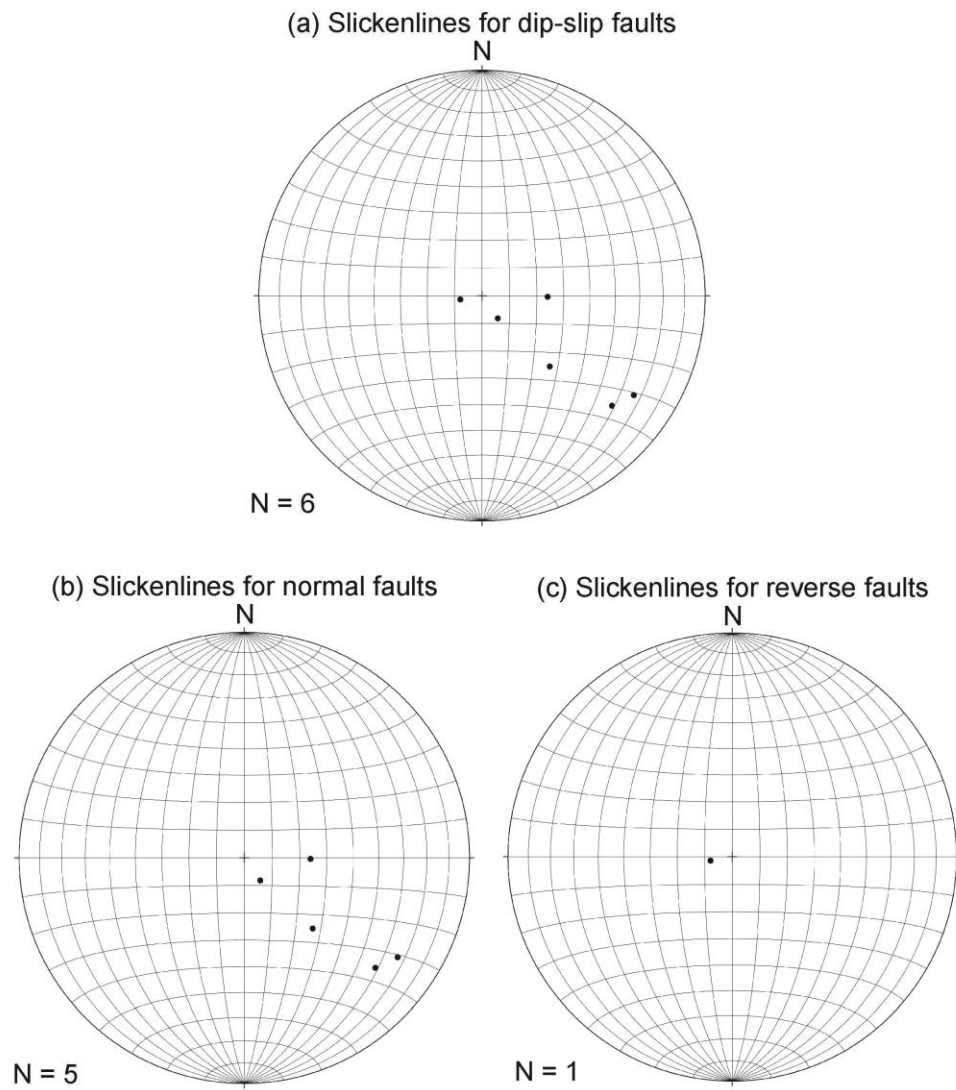 (a) Slickenlines for dip-slip faults
N
N = 6
(b) Slickenlines for normal faults
N
N = 5
(c) Slickenlines for reverse faults
N
N = 1